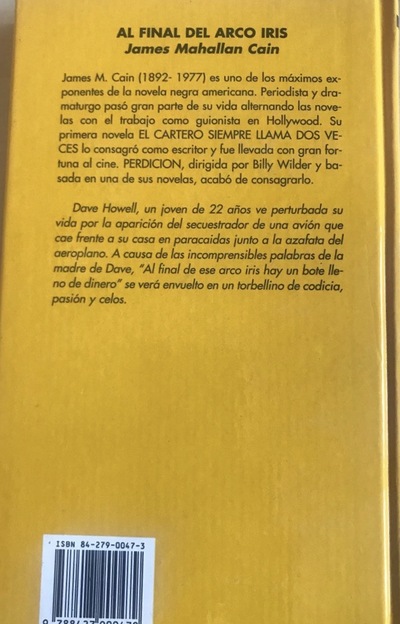 AL FINAL DEL ARCO IRIS
James Mahallan Cain
James M. Cain (1892- 1977) es uno de los máximos ex-
ponentes de la novela negra americana. Periodista y dra-
maturgo pasó gran parte de su vida alternando las nove-
las con el trabajo como guionista en Hollywood. Su
primera novela EL CARTERO SIEMPRE LLAMA DOS VE-
CES lo consagró como escritor y fue llevada con gran for-
tuna al cine. PERDICION, dirigida por Billy Wilder y ba-
sada en una de sus novelas, acabó de consagrarlo.
Dave Howell, un joven de 22 años ve perturbada su
vida por la aparición del secuestrador de una avión que
cae frente a su casa en paracaidas junto a la azafata del
aeroplano. A causa de las incomprensibles palabras de la
madre de Dave, "Al final de ese arco iris hay un bote lle-
no de dinero" se verá envuelto en un torbellino de codicia,
pasión y celos.
ISBN 84-279-0047-3
9 788427 900479